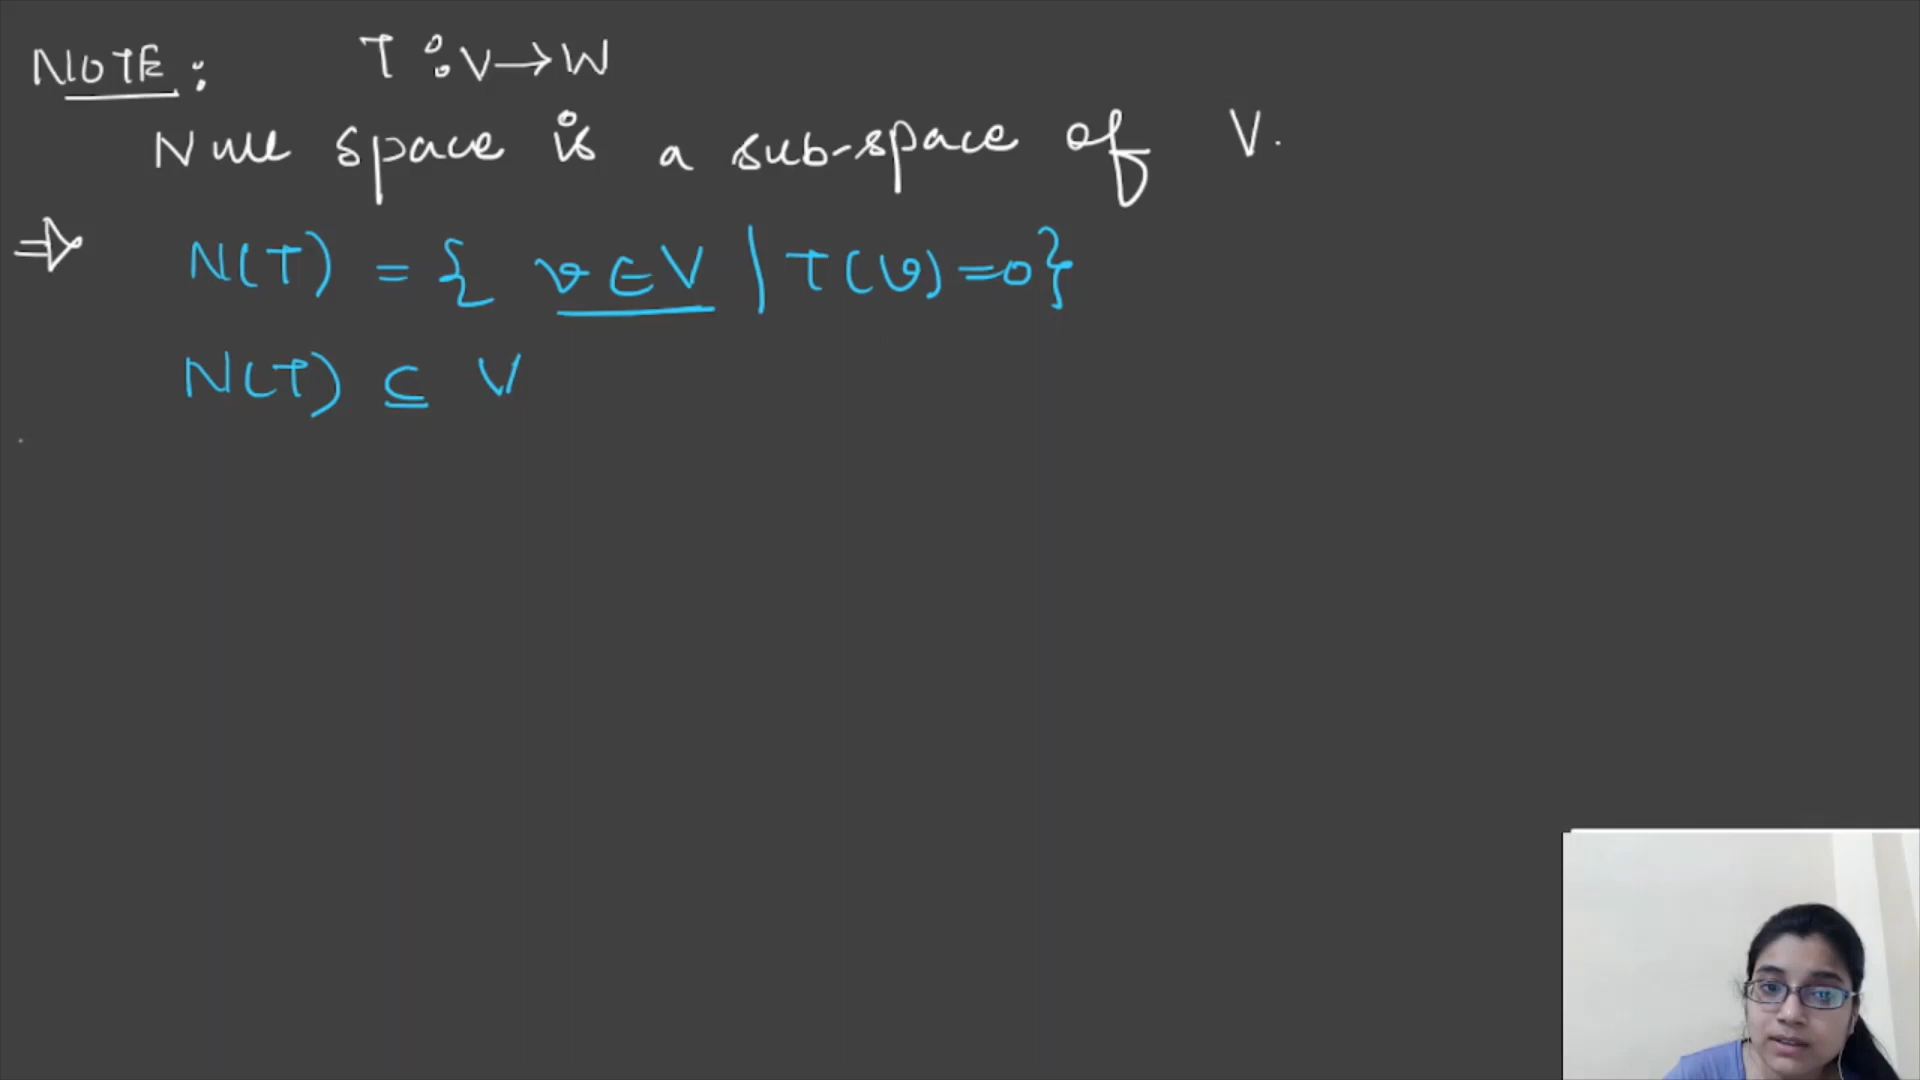 NOTE: T : V → W
Null space is a sub-space of V.
⇒ N(T) = { v ∈ V | T(v) = 0}
N(T) ⊆ V